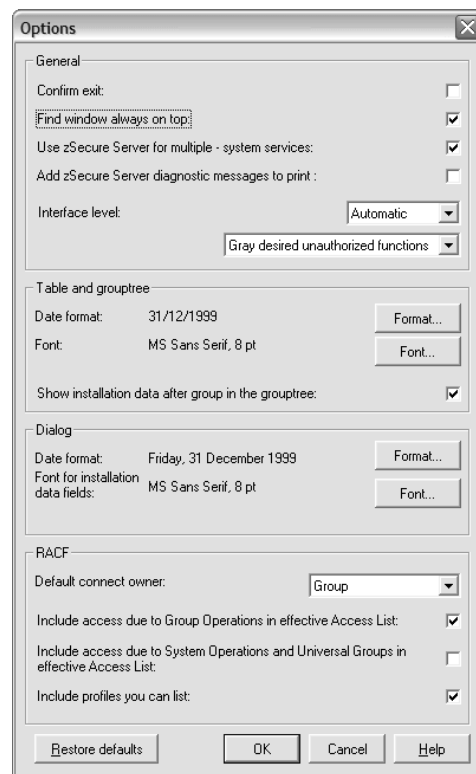 Options
General
Confirm exit:
Find window always on top:
Use zSecure Server for multiple - system services:
Add zSecure Server diagnostic messages to print :
Interface level: Automatic
Gray desired unauthorized functions
Table and grouptree
Date format: 31/12/1999 Format...
Font: MS Sans Serif, 8 pt Font...
Show installation data after group in the grouptree:
Dialog
Date format: Friday, 31 December 1999 Format...
Font for installation
data fields: MS Sans Serif, 8 pt Font...
RACF
Default connect owner: Group
Include access due to Group Operations in effective Access List:
Include access due to System Operations and Universal Groups in
effective Access List:
Include profiles you can list:
Restore defaults OK Cancel Help